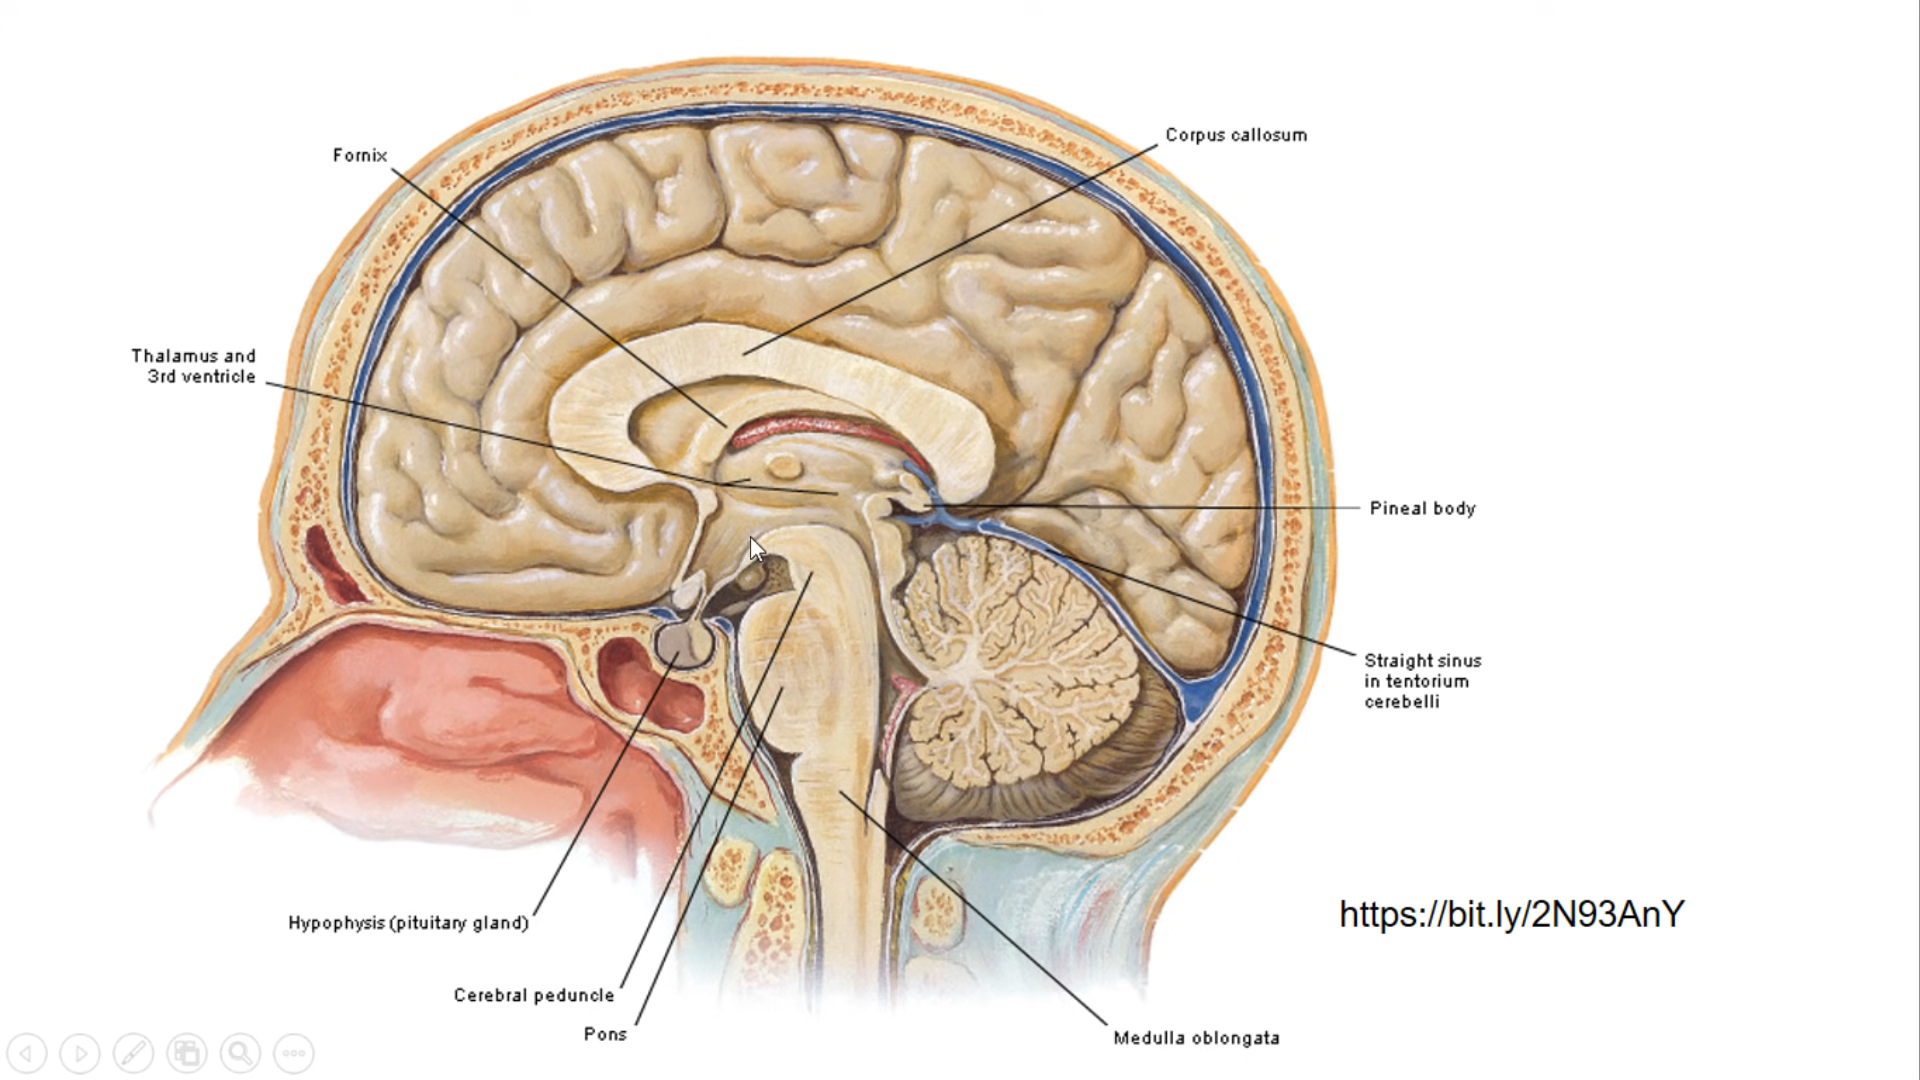 Corpus callosum
Fornix
Thalamus and
3rd ventricle
Pineal body
Straight sinus
in tentorium
cerebelli
https://bit.ly/2N93AnY
Hypophysis (pituitary gland)
Cerebral peduncle
Pons
Medulla oblongata